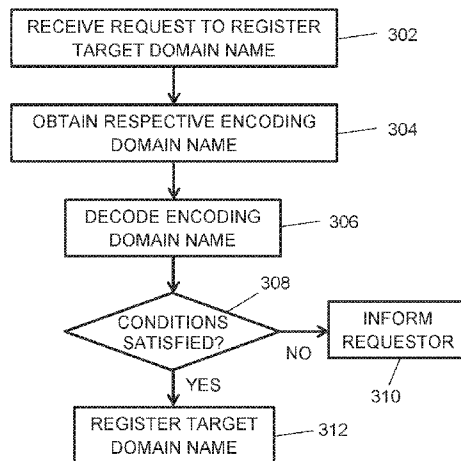 RECEIVE REQUEST TO REGISTER
TARGET DOMAIN NAME
302
OBTAIN RESPECTIVE ENCODING
DOMAIN NAME
304
DECODE ENCODING
DOMAIN NAME
306
308
CONDITIONS
SATISFIED?
NO
INFORM
REQUESTOR
310
YES
REGISTER TARGET
DOMAIN NAME
312